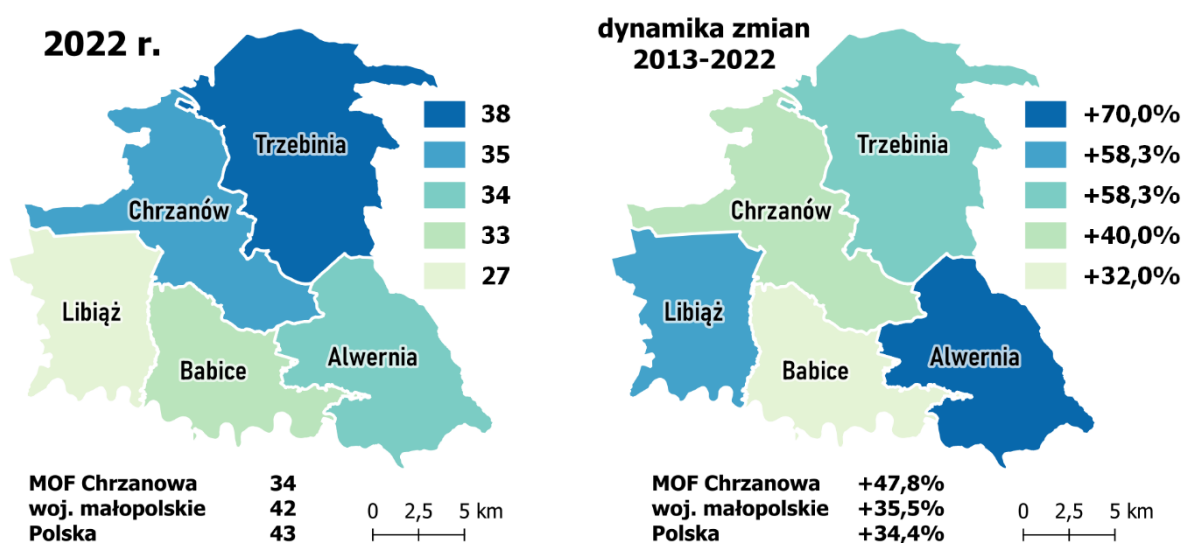 2022 r.
38
35
34
33
27
Trzebinia
Chrzanów
Libiąż
Babice
Alwernia
MOF Chrzanowa 34
woj. małopolskie 42
Polska 43
0 2,5 5 km
dynamika zmian
2013-2022
+70,0%
+58,3%
+58,3%
+40,0%
+32,0%
Trzebinia
Chrzanów
Libiąż
Babice
Alwernia
MOF Chrzanowa +47,8%
woj. małopolskie +35,5%
Polska +34,4%
0 2,5 5 km